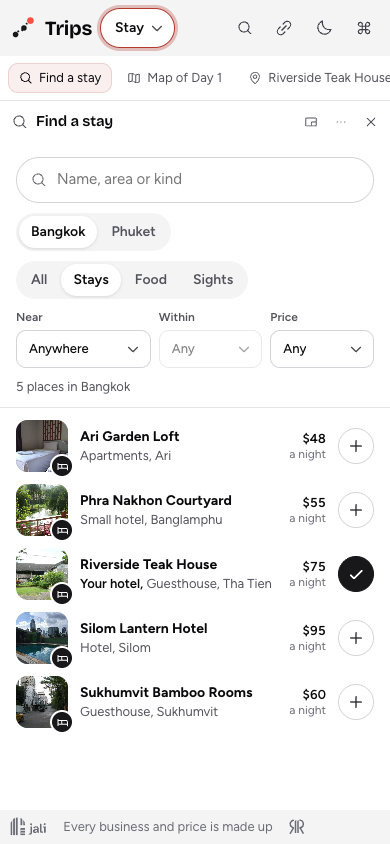 Trips
Stay
Find a stay
Map of Day 1
Riverside Teak House
Find a stay
Name, area or kind
Bangkok
Phuket
All
Stays
Food
Sights
Near
Within
Price
Anywhere
Any
Any
5 places in Bangkok
Ari Garden Loft
Apartments, Ari
$48
a night
Phra Nakhon Courtyard
Small hotel, Banglamphu
$55
a night
Riverside Teak House
Your hotel, Guesthouse, Tha Tien
$75
a night
Silom Lantern Hotel
Hotel, Silom
$95
a night
Sukhumvit Bamboo Rooms
Guesthouse, Sukhumvit
$60
a night
jali
Every business and price is made up